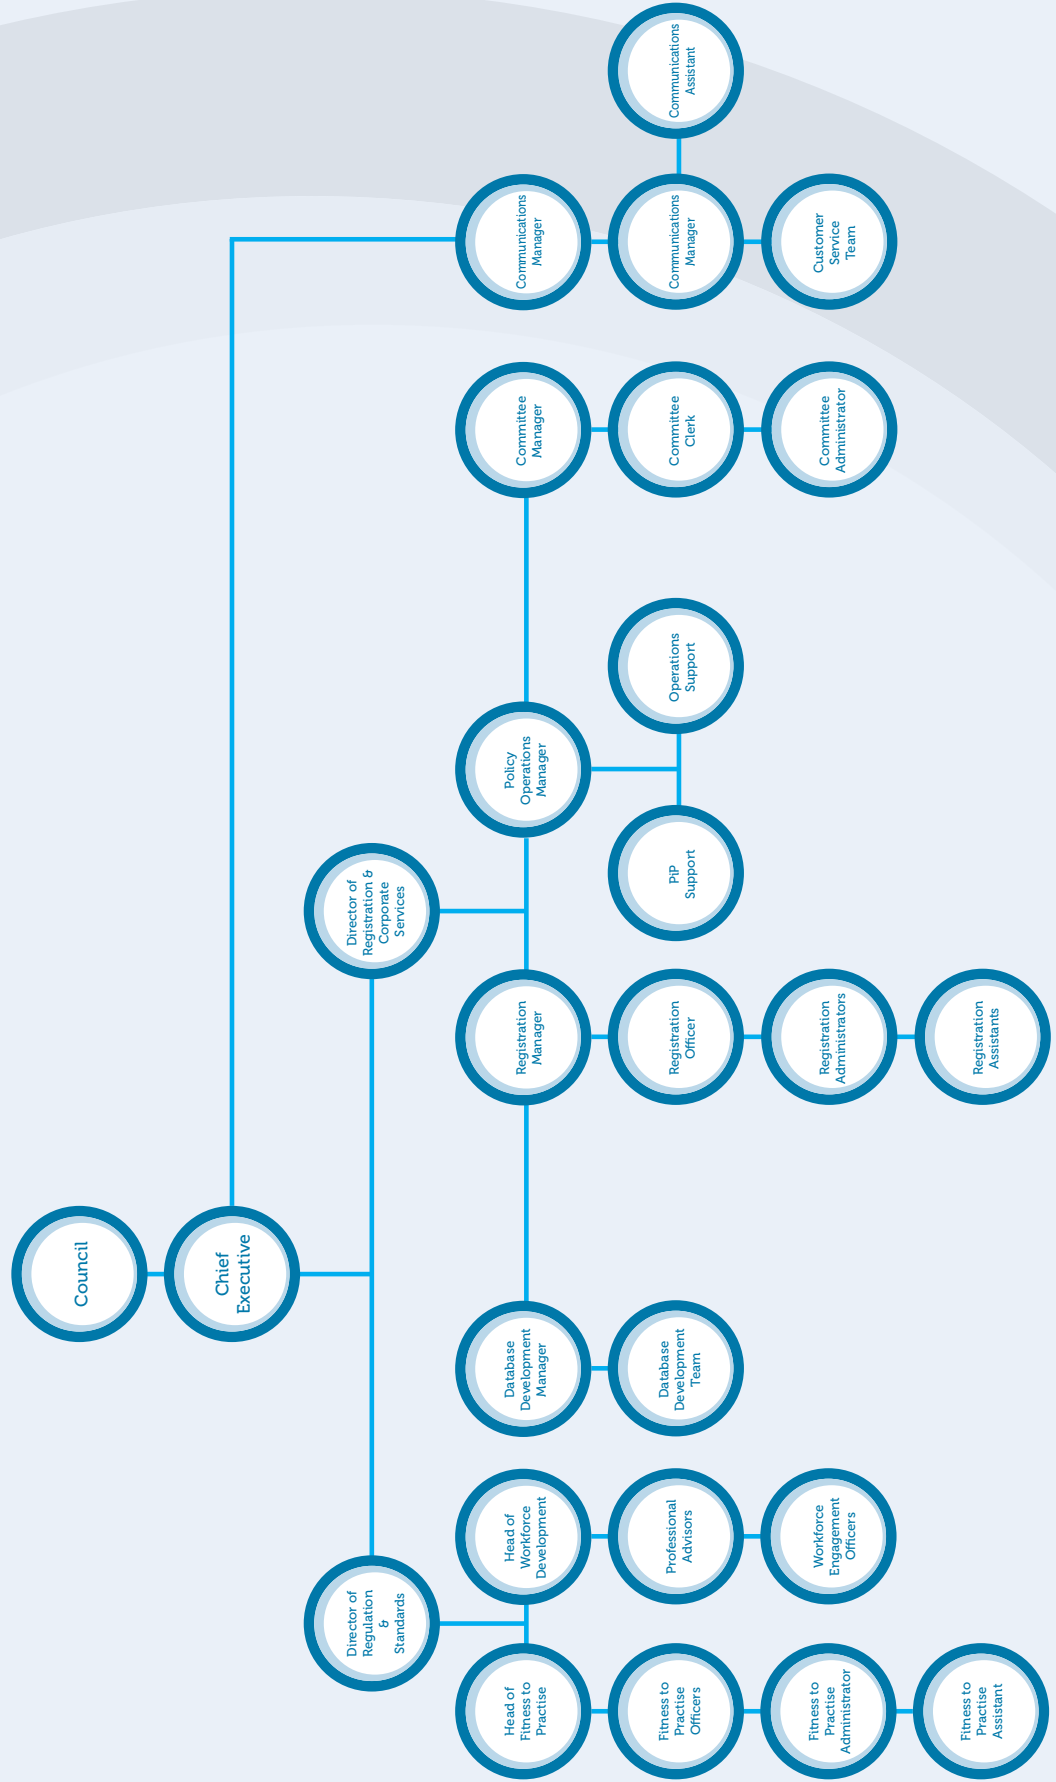 Council
Chief
Executive
Director of
Regulation
&
Standards
Director of
Registration &
Corporate
Services
Head of
Fitness to
Practise
Head of
Workforce
Development
Database
Development
Manager
Registration
Manager
Policy
Operations
Manager
Committee
Manager
Communications
Manager
Fitness to
Practise
Officers
Professional
Advisors
Database
Development
Team
Registration
Officer
PiP
Support
Operations
Support
Committee
Clerk
Communications
Manager
Communications
Assistant
Fitness to
Practise
Administrator
Workforce
Engagement
Officers
Registration
Administrators
Committee
Administrator
Customer
Service
Team
Fitness to
Practise
Assistant
Registration
Assistants